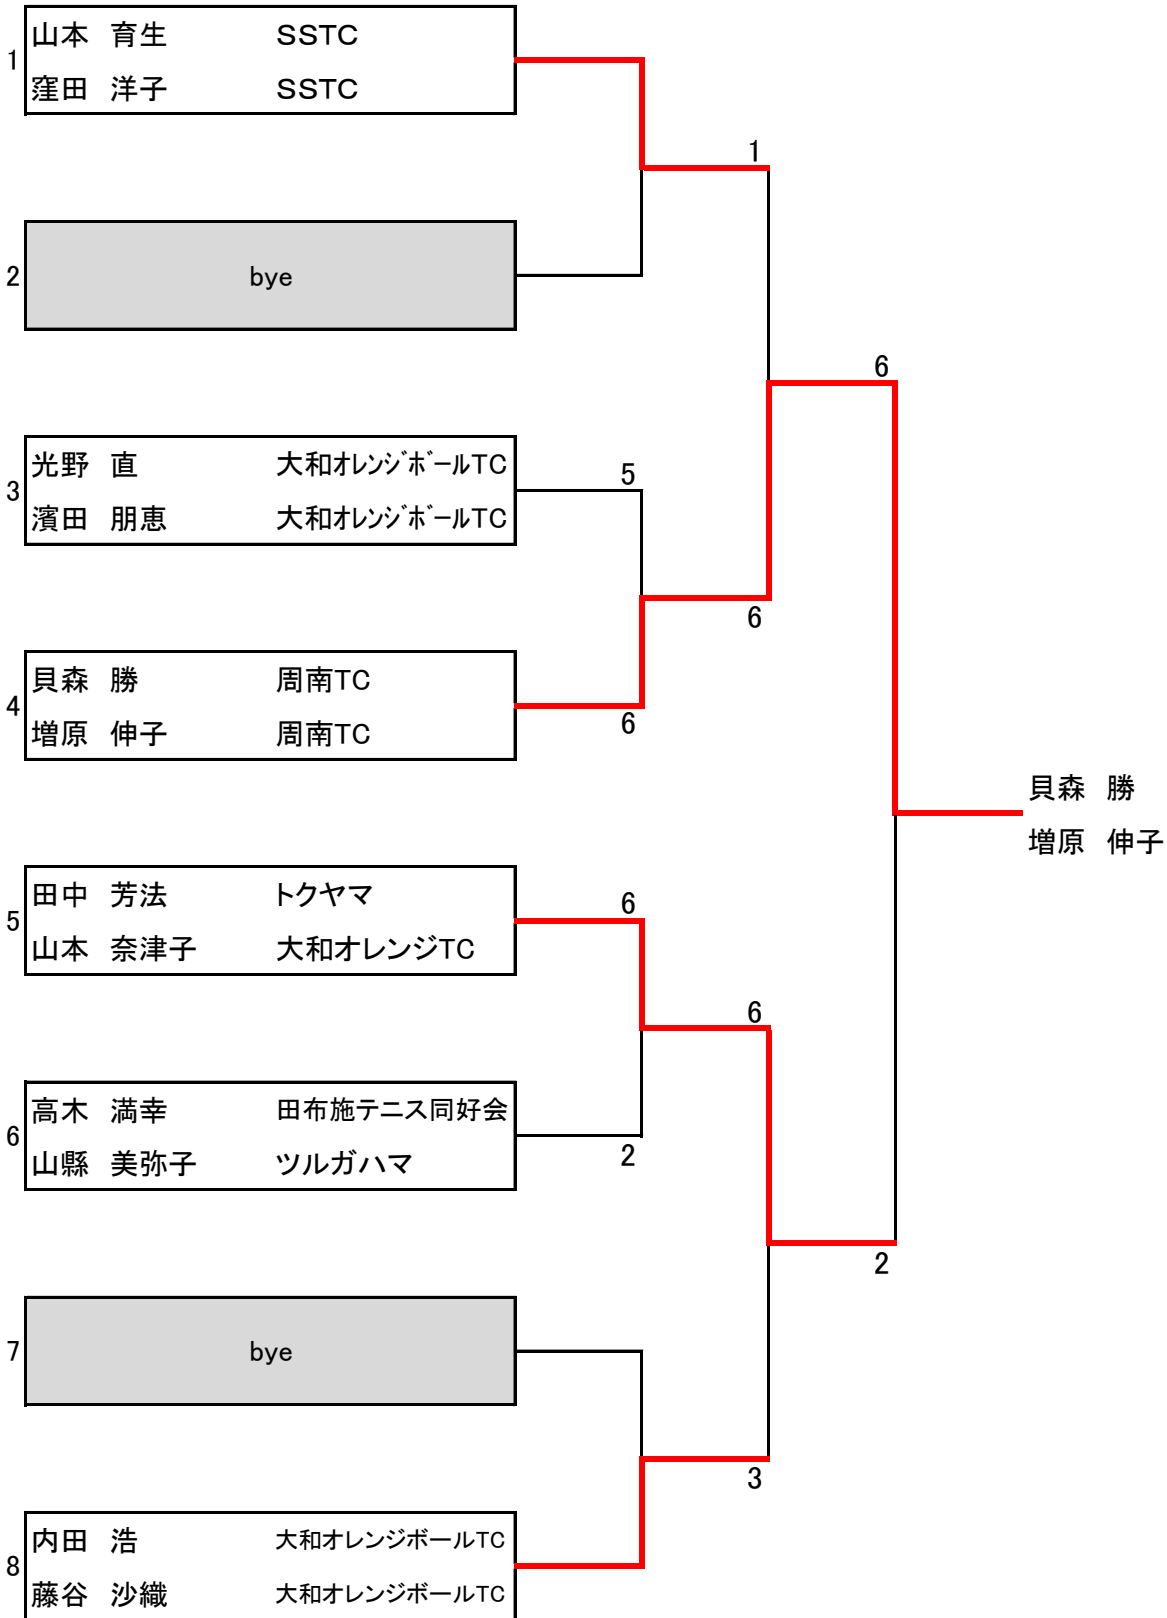 1
山本　育生　SSTC
窪田　洋子　SSTC
1
2
bye
6
3
光野　直　大和オレンジボールTC
濱田　朋恵　大和オレンジボールTC
5
6
4
貝森　勝　周南TC
増原　伸子　周南TC
6
貝森　勝
増原　伸子
5
田中　芳法　トクヤマ
山本　奈津子　大和オレンジTC
6
6
6
高木　満幸　田布施テニス同好会
山縣　美弥子　ツルガハマ
2
2
7
bye
3
8
内田　浩　大和オレンジボールTC
藤谷　沙織　大和オレンジボールTC